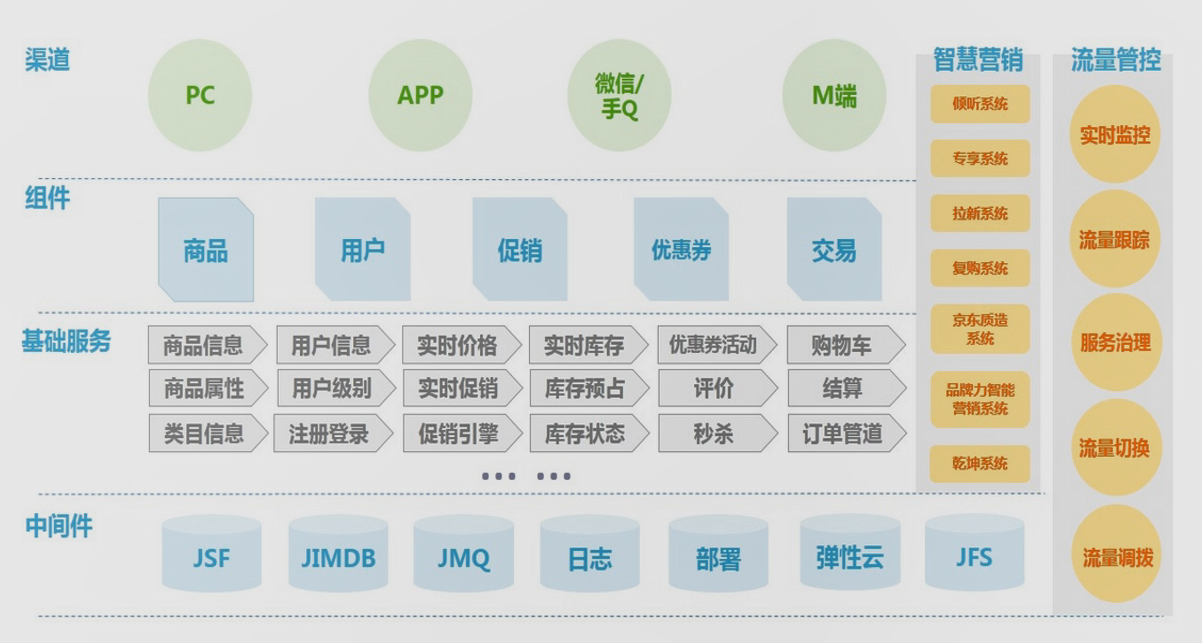 渠道
PC
APP
微信/
手Q
M端
组件
商品
用户
促销
优惠券
交易
基础服务
商品信息
用户信息
实时价格
实时库存
优惠券活动
购物车
商品属性
用户级别
实时促销
库存预占
评价
结算
类目信息
注册登录
促销引擎
库存状态
秒杀
订单管道
... ...
中间件
JSF
JIMDB
JMQ
日志
部署
弹性云
JFS
智慧营销
倾听系统
专享系统
拉新系统
复购系统
京东质造
系统
品牌力智能
营销系统
乾坤系统
流量管控
实时监控
流量跟踪
服务治理
流量切换
流量调拨